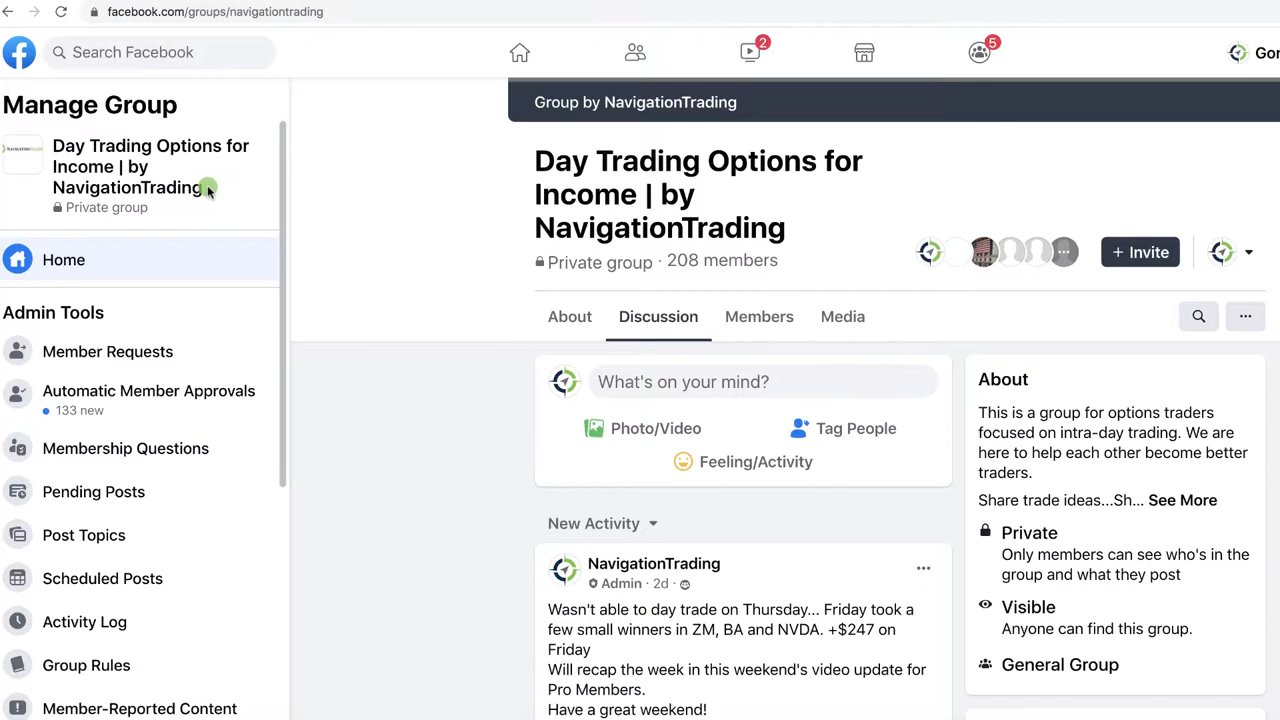 facebook.com/groups/navigationtrading
Search Facebook
2
5
Gor
Manage Group
Day Trading Options for
Income | by
NavigationTrading
Private group
Home
Admin Tools
Member Requests
Automatic Member Approvals
133 new
Membership Questions
Pending Posts
Post Topics
Scheduled Posts
Activity Log
Group Rules
Member-Reported Content
Group by NavigationTrading
Day Trading Options for
Income | by
NavigationTrading
Private group · 208 members
+ Invite
About Discussion Members Media
What's on your mind?
Photo/Video Tag People
Feeling/Activity
New Activity
NavigationTrading
Admin · 2d ·
Wasn't able to day trade on Thursday... Friday took a
few small winners in ZM, BA and NVDA. +$247 on
Friday
Will recap the week in this weekend's video update for
Pro Members.
Have a great weekend!
About
This is a group for options traders
focused on intra-day trading. We are
here to help each other become better
traders.
Share trade ideas...Sh... See More
Private
Only members can see who's in the
group and what they post
Visible
Anyone can find this group.
General Group